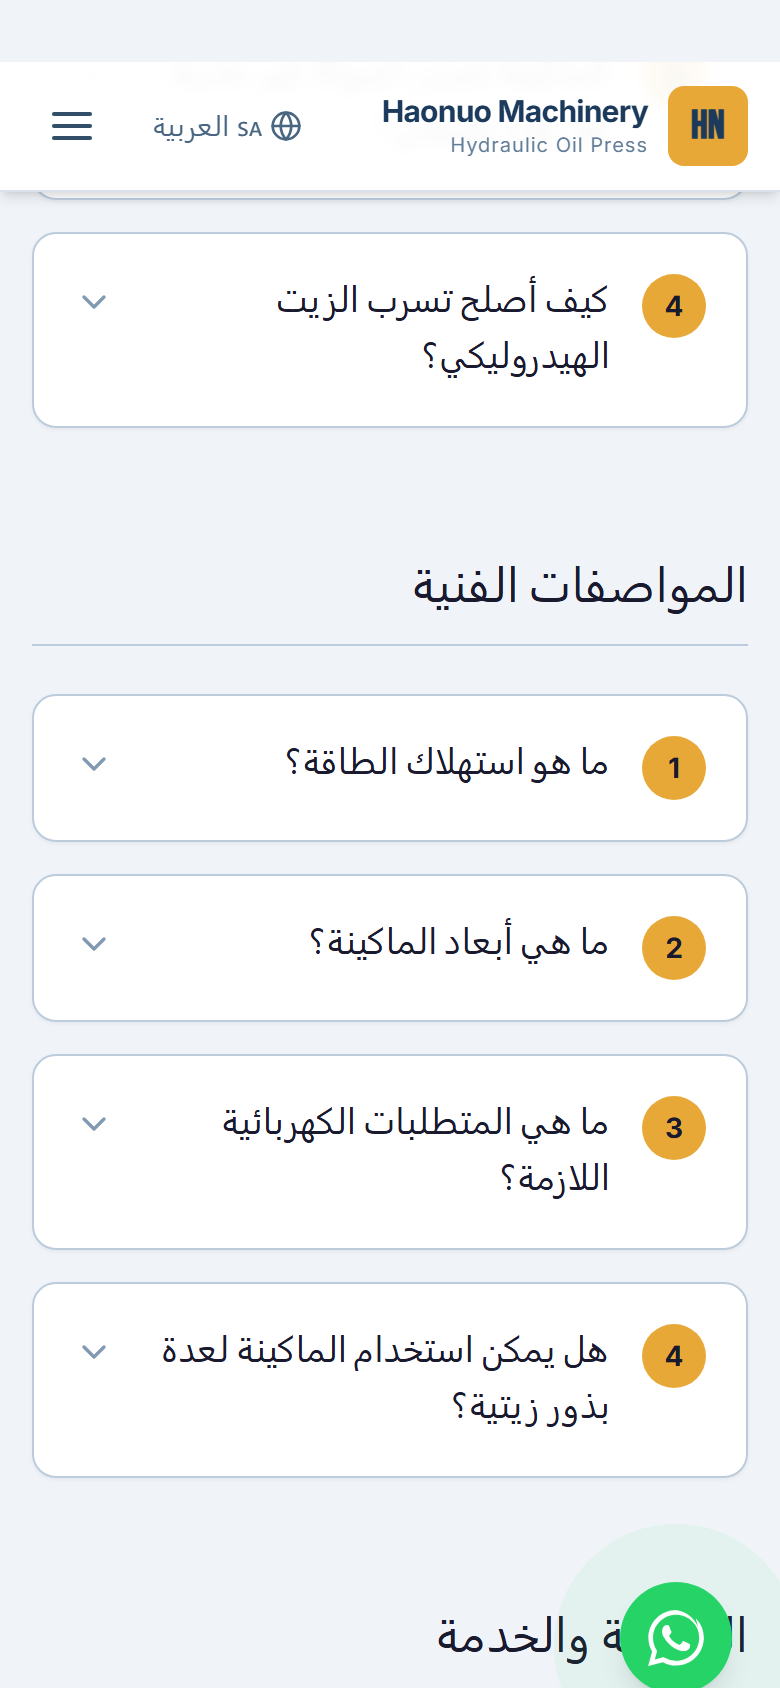 HN
Haonuo Machinery
Hydraulic Oil Press
SA العربية
4
كيف أصلح تسرب الزيت
الهيدروليكي؟
المواصفات الفنية
1
ما هو استهلاك الطاقة؟
2
ما هي أبعاد الماكينة؟
3
ما هي المتطلبات الكهربائية
اللازمة؟
4
هل يمكن استخدام الماكينة لعدة
بذور زيتية؟
والخدمة